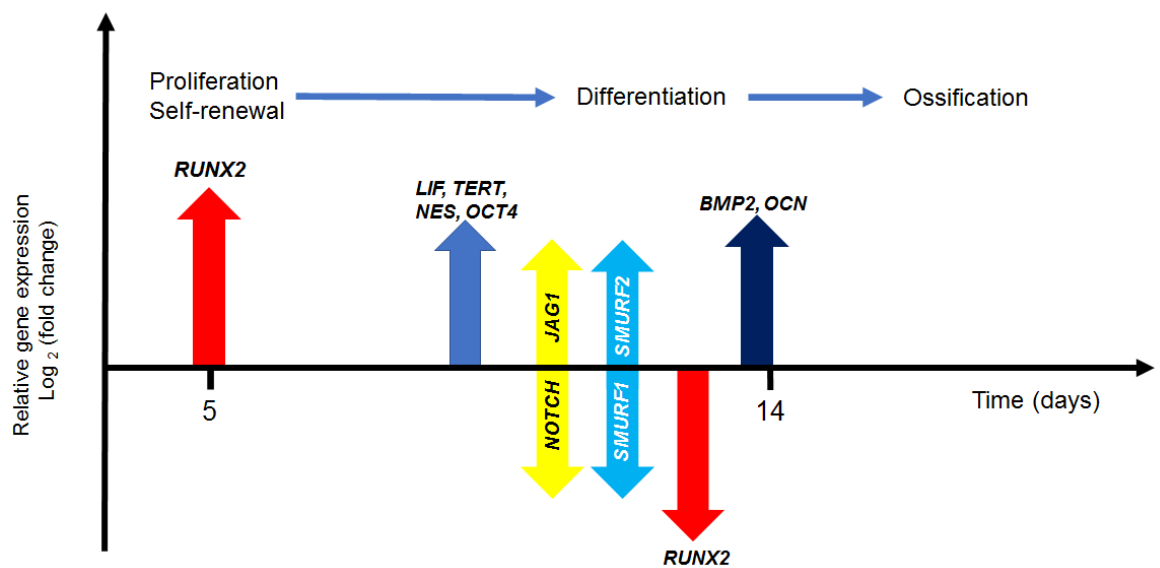 Proliferation
Self-renewal
Differentiation
Ossification
RUNX2
LIF, TERT,
NES, OCT4
BMP2, OCN
JAG1
SMURF2
NOTCH
SMURF1
Relative gene expression
Log 2 (fold change)
5
14
Time (days)
RUNX2